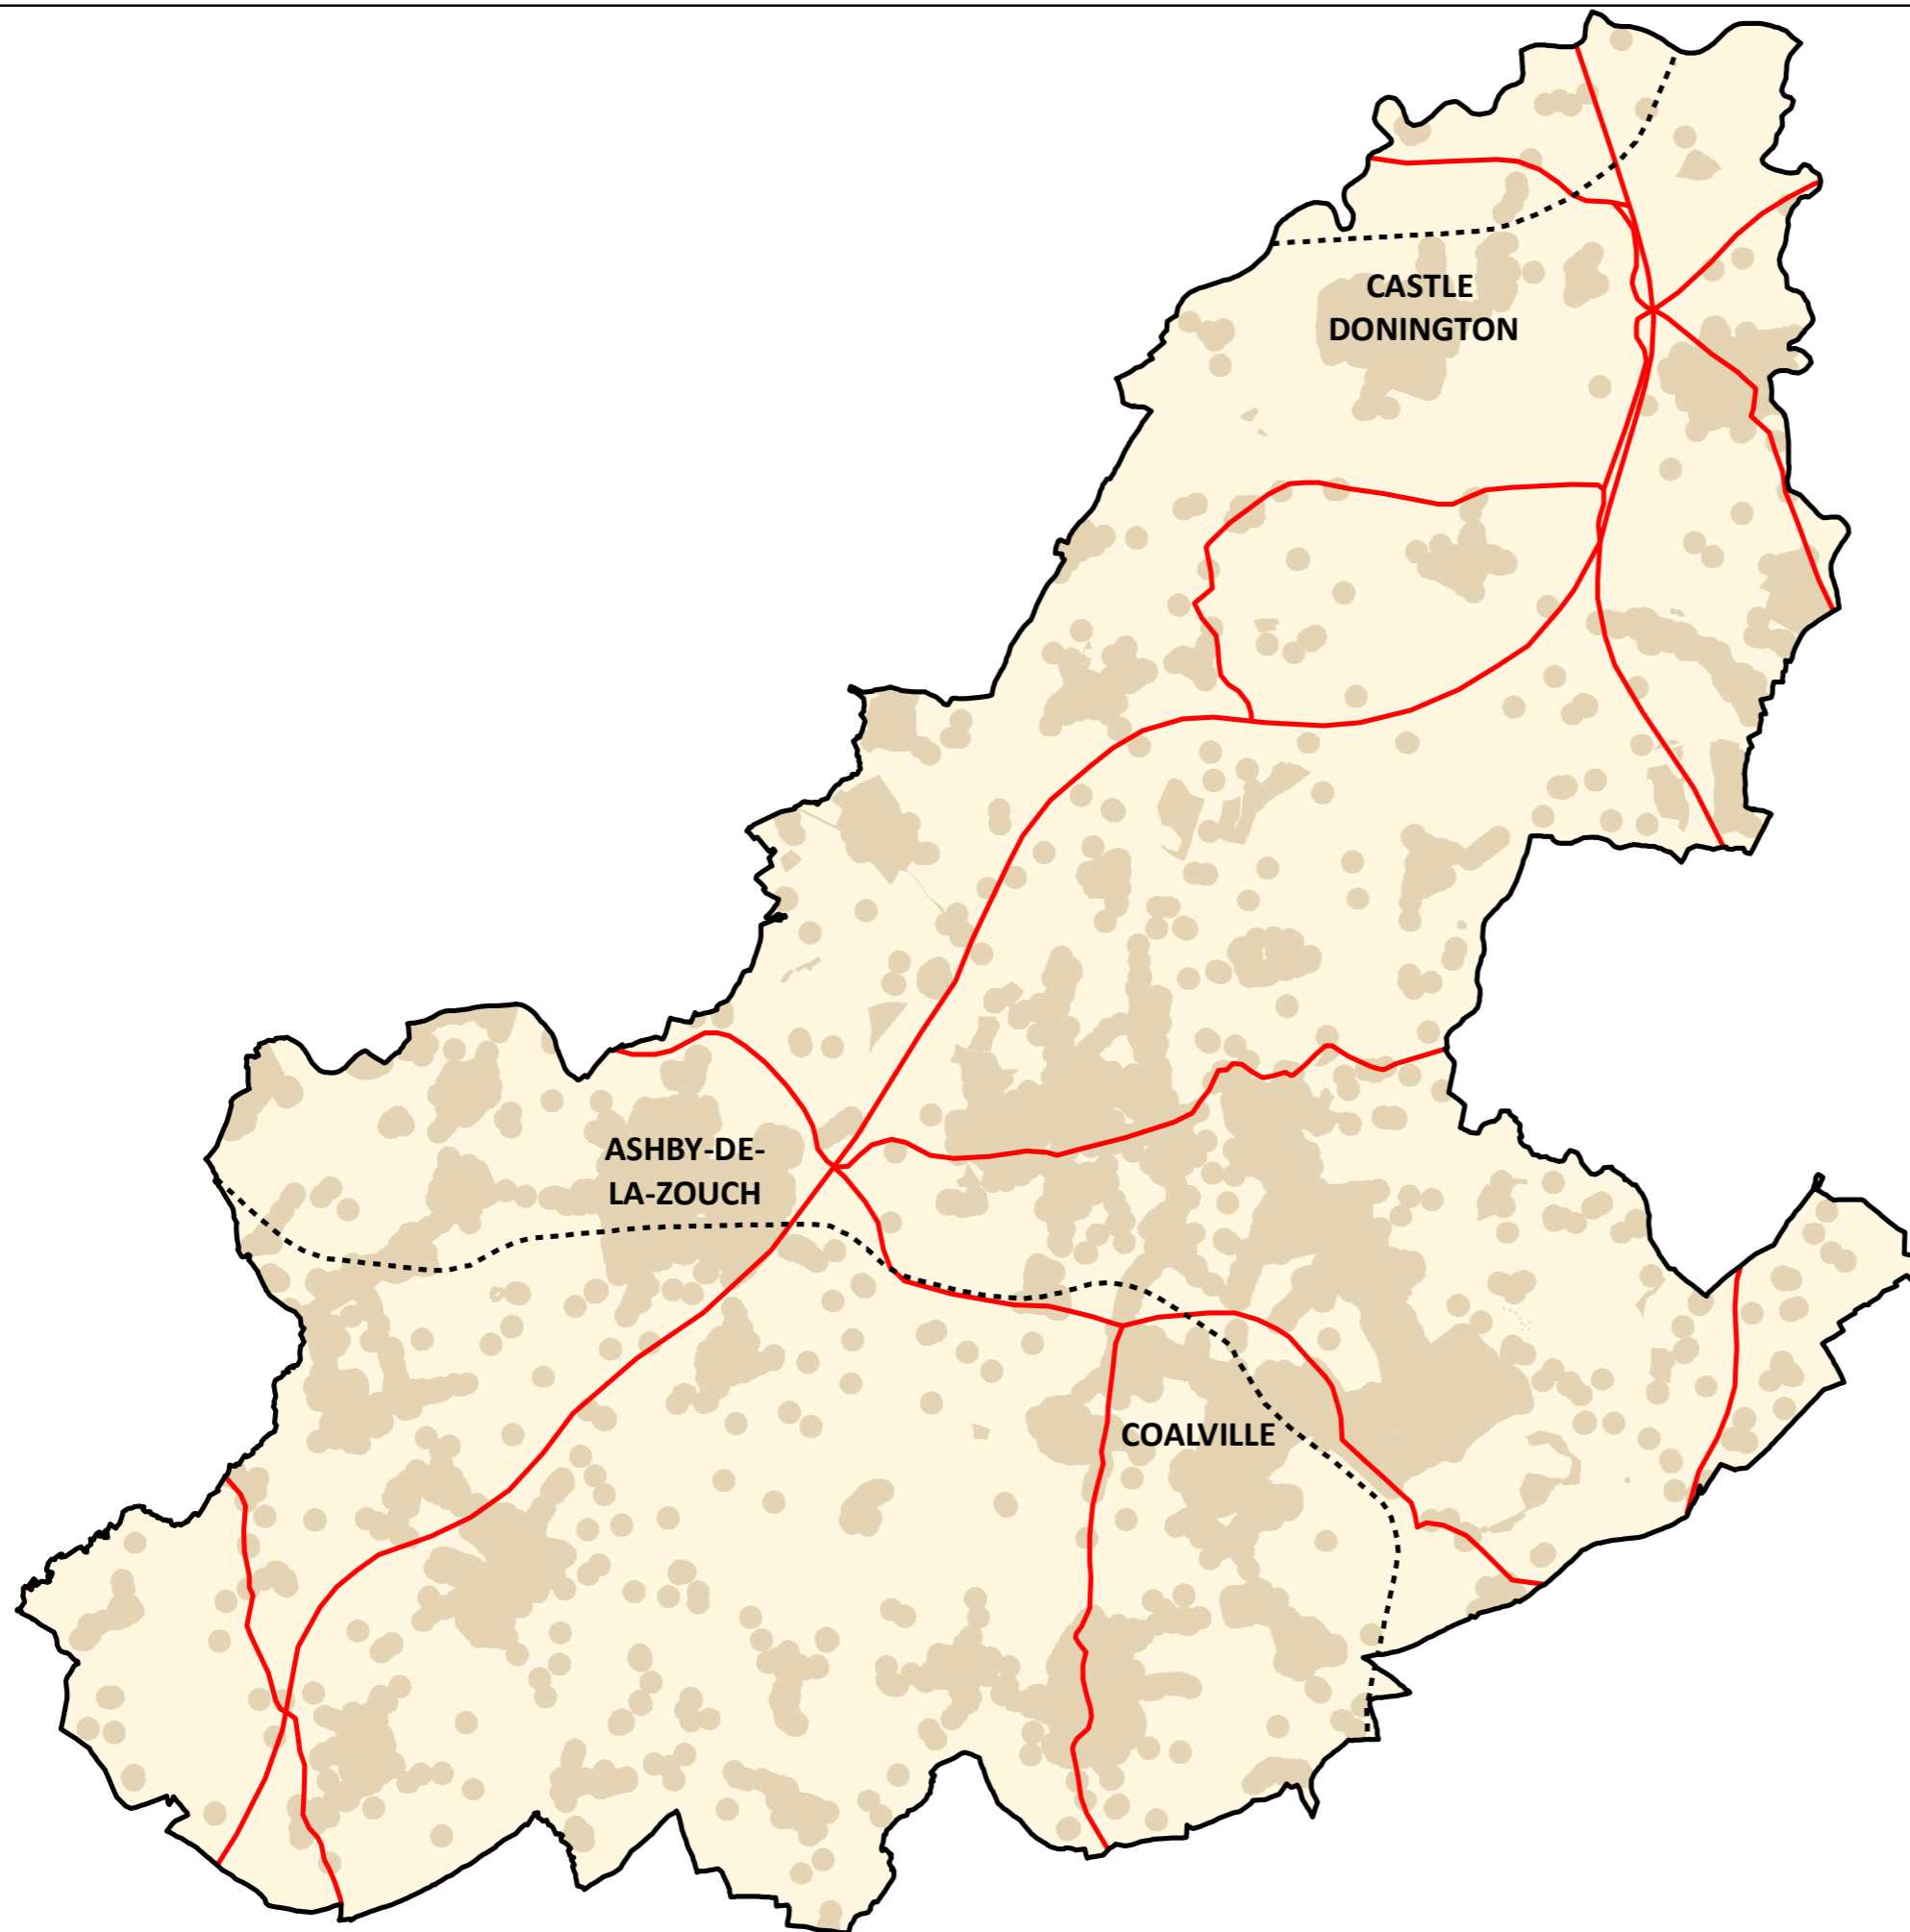 CASTLE
DONINGTON
ASHBY-DE-
LA-ZOUCH
COALVILLE